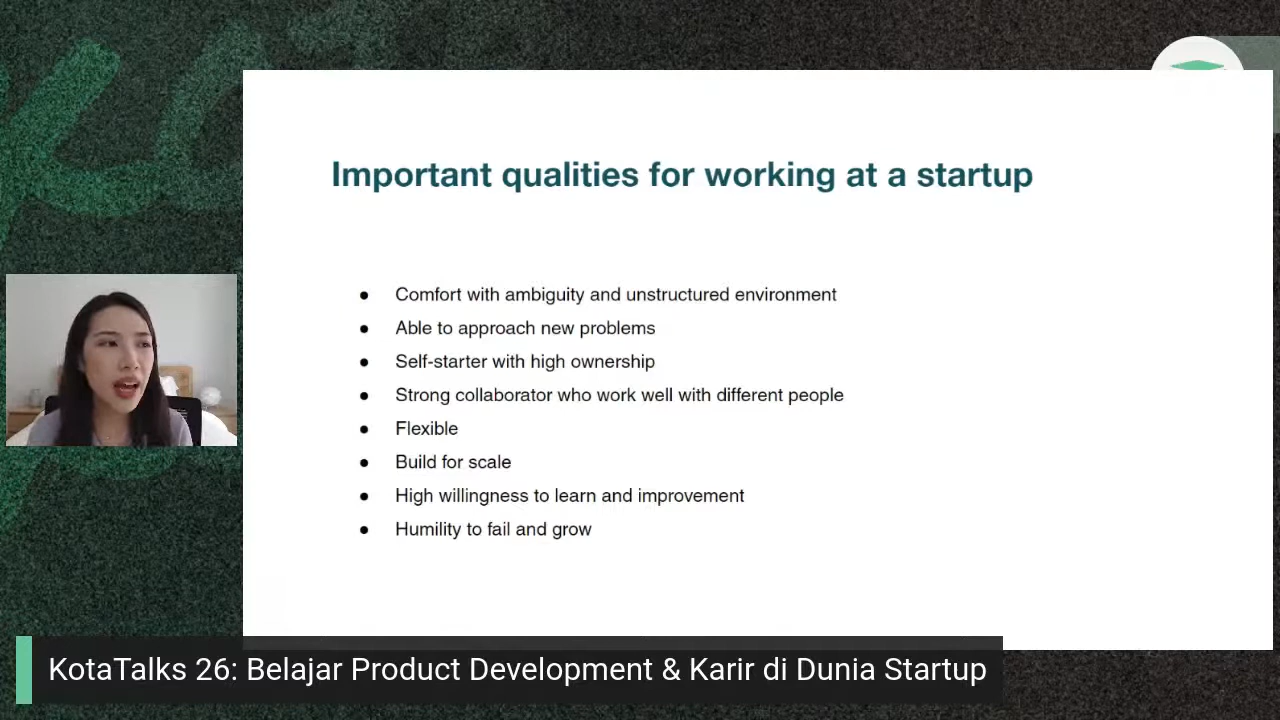 Important qualities for working at a startup
● Comfort with ambiguity and unstructured environment
● Able to approach new problems
● Self-starter with high ownership
● Strong collaborator who work well with different people
● Flexible
● Build for scale
● High willingness to learn and improvement
● Humility to fail and grow
KotaTalks 26: Belajar Product Development & Karir di Dunia Startup